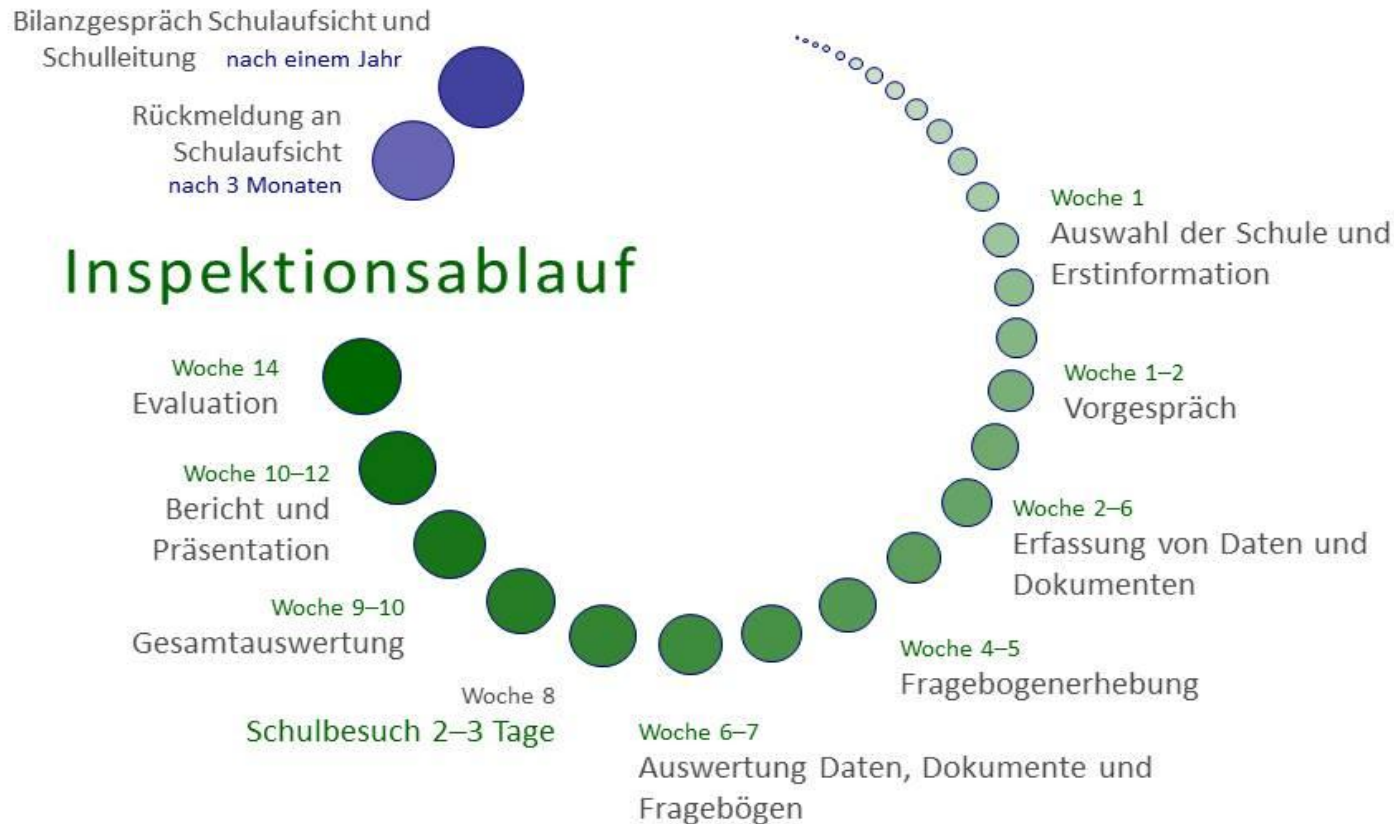 Bilanzgespräch Schulaufsicht und
Schulleitung nach einem Jahr
Rückmeldung an
Schulaufsicht
nach 3 Monaten
Inspektionsablauf
Woche 1
Auswahl der Schule und
Erstinformation
Woche 1–2
Vorgespräch
Woche 2–6
Erfassung von Daten und
Dokumenten
Woche 4–5
Fragebogenerhebung
Woche 6–7
Auswertung Daten, Dokumente und
Fragebögen
Woche 8
Schulbesuch 2–3 Tage
Woche 9–10
Gesamtauswertung
Woche 10–12
Bericht und
Präsentation
Woche 14
Evaluation